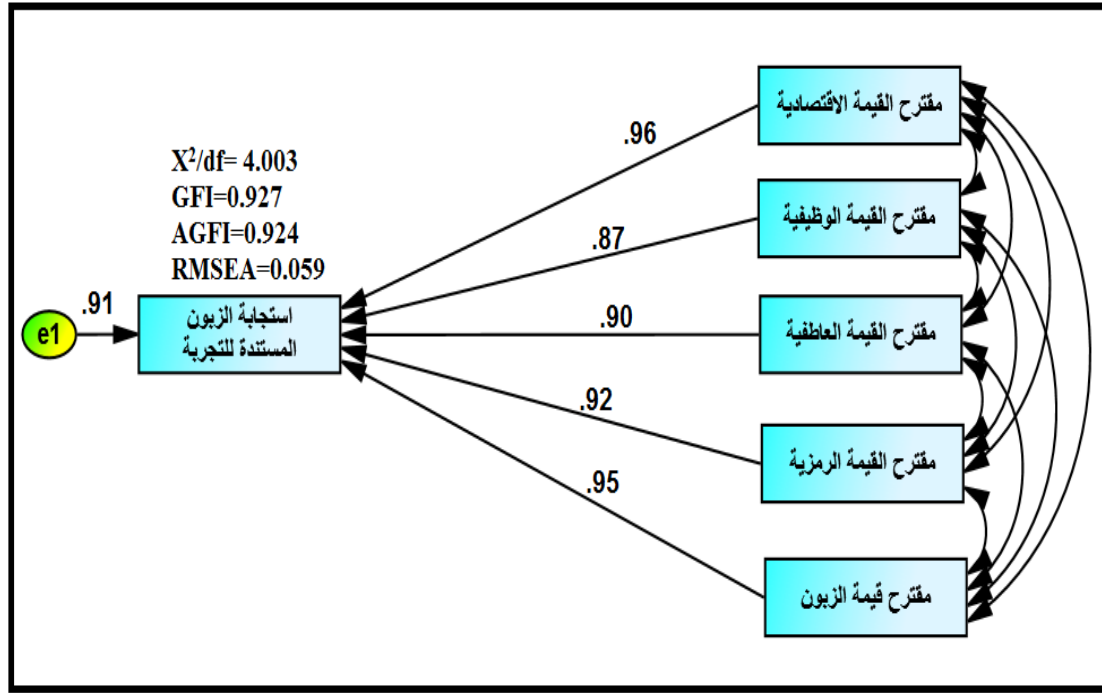 مقترح القيمة الاقتصادية
.96
X²/df= 4.003
GFI=0.927
AGFI=0.924
RMSEA=0.059
مقترح القيمة الوظيفية
.87
.91
e1
استجابة الزبون
المستندة للتجربة
.90
مقترح القيمة العاطفية
.92
مقترح القيمة الرمزية
.95
مقترح قيمة الزبون